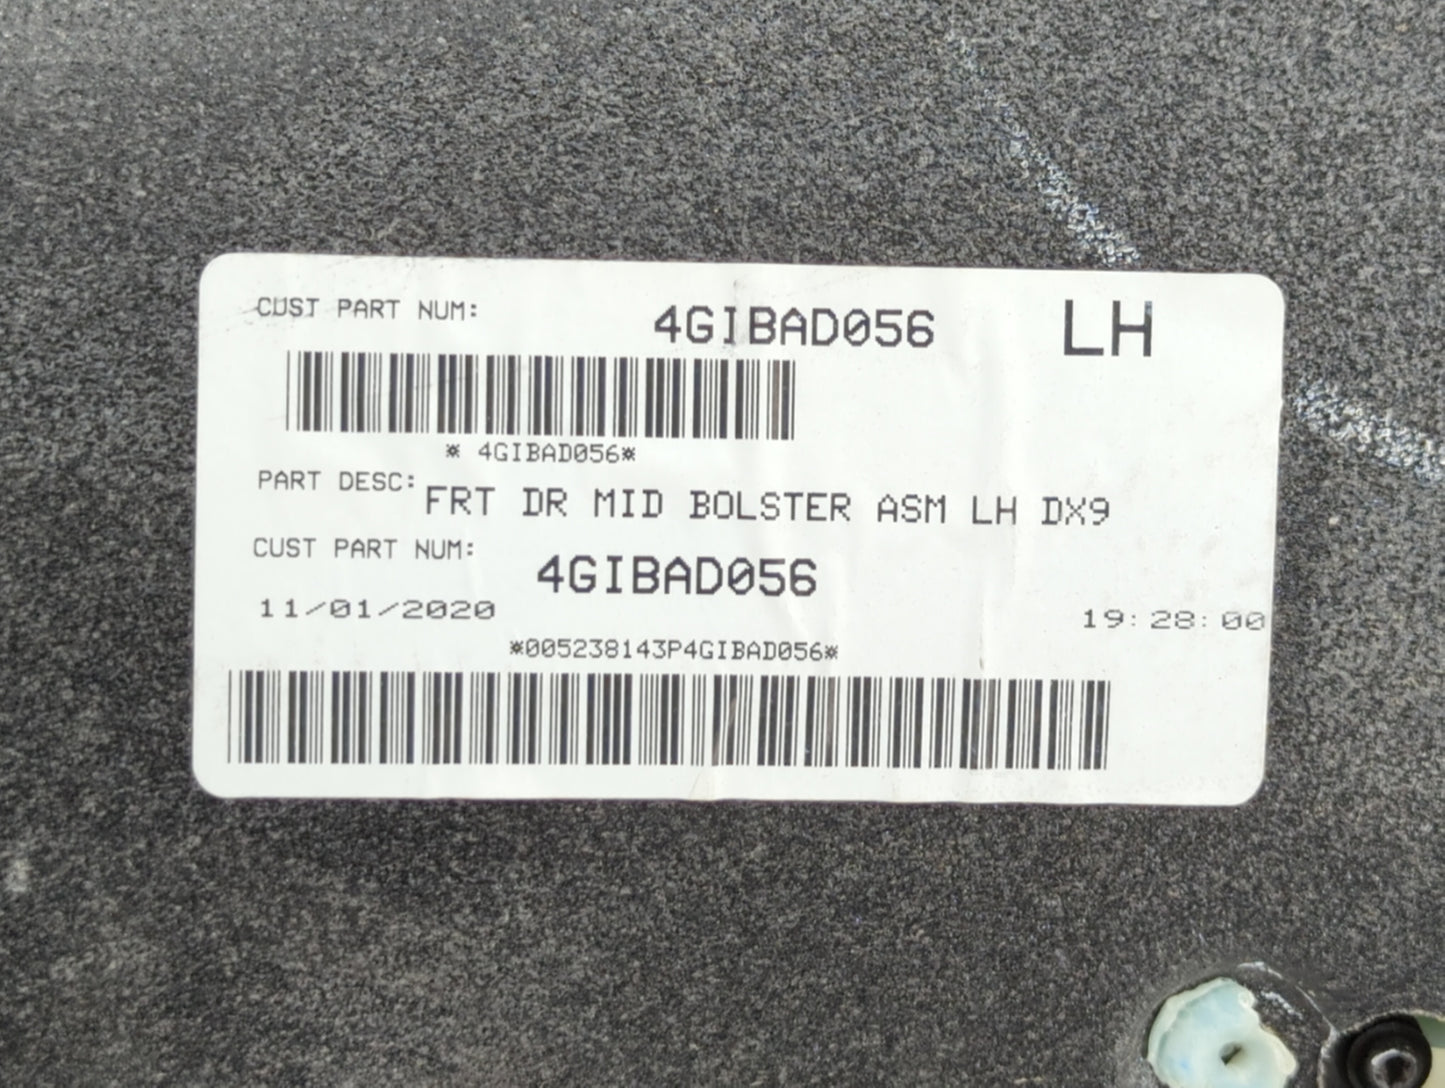 CUST PART NUM: 4GIBAD056 LH
* 4GIBAD056*
PART DESC: FRT DR MID BOLSTER ASM LH DX9
CUST PART NUM: 4GIBAD056
11/01/2020 19:28:00
*005238143P4GIBAD056*